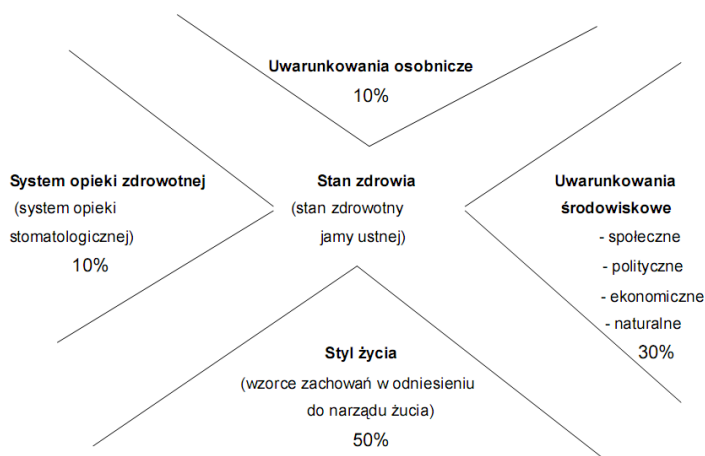 Uwarunkowania osobnicze
10%
System opieki zdrowotnej
(system opieki
stomatologicznej)
10%
Stan zdrowia
(stan zdrowotny
jamy ustnej)
Uwarunkowania
środowiskowe
- społeczne
- polityczne
- ekonomiczne
- naturalne
30%
Styl życia
(wzorce zachowań w odniesieniu
do narządu żucia)
50%